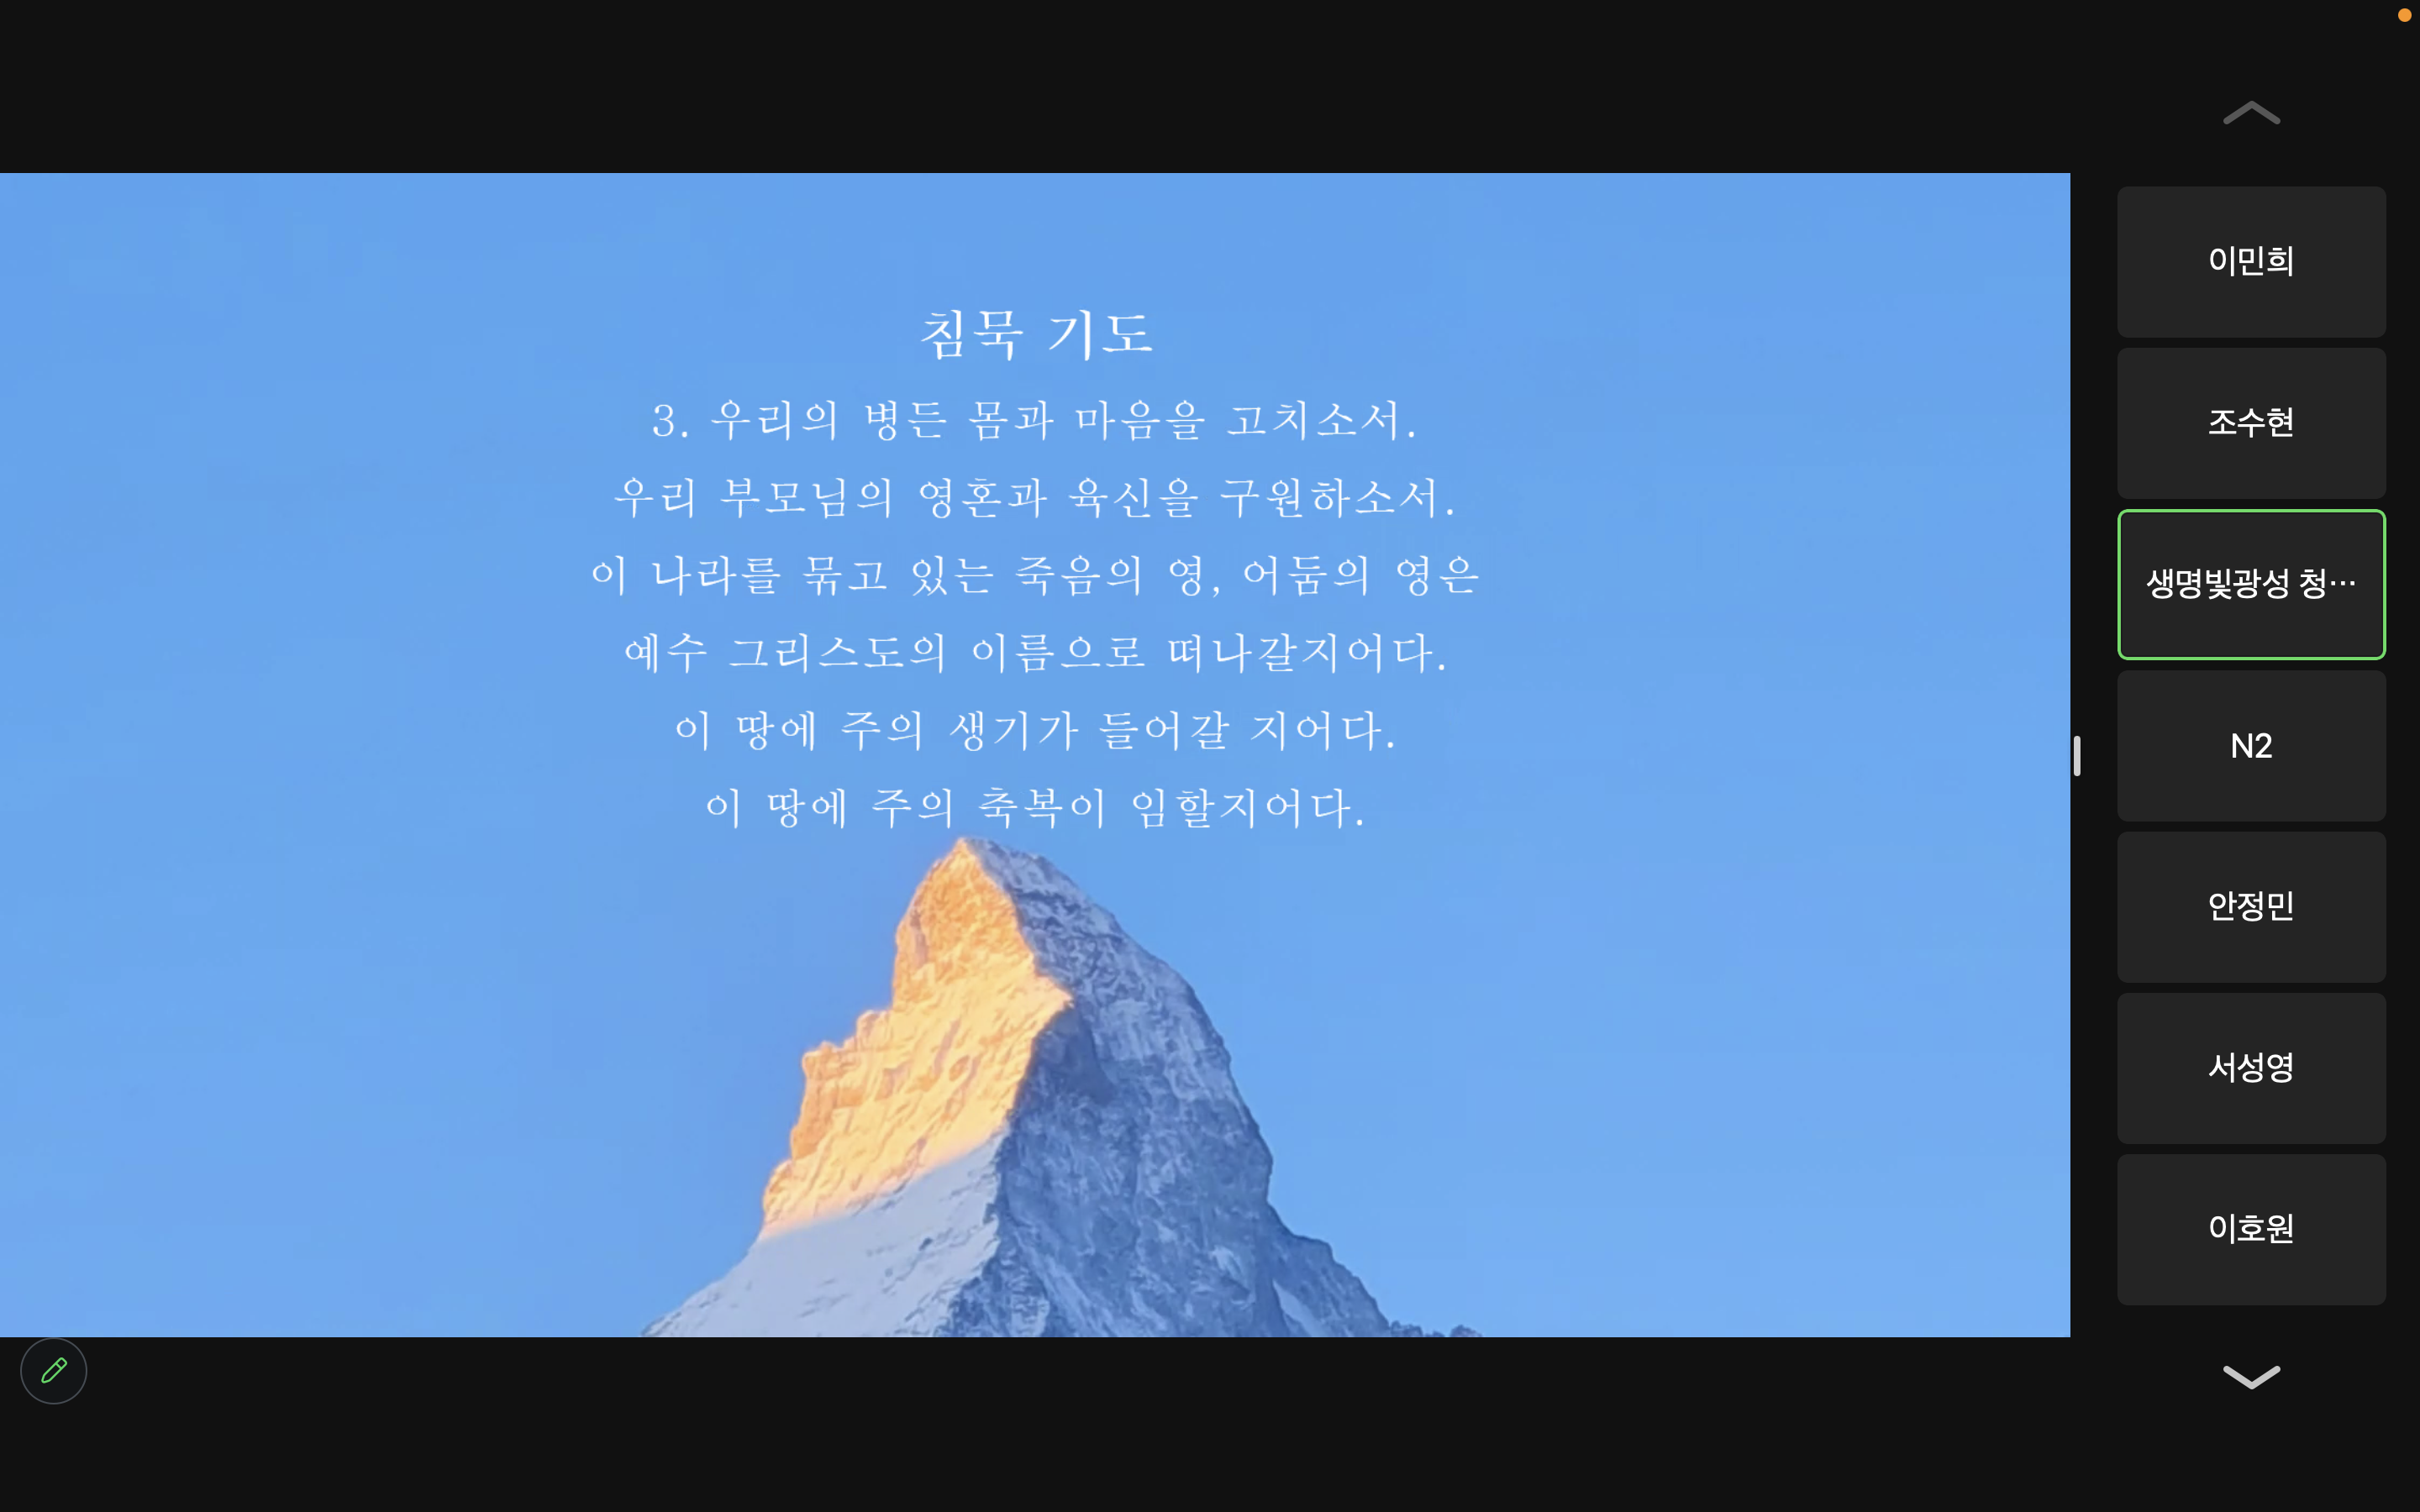 침묵 기도
3. 우리의 병든 몸과 마음을 고치소서.
우리 부모님의 영혼과 육신을 구원하소서.
이 나라를 묶고 있는 죽음의 영, 어둠의 영은
예수 그리스도의 이름으로 떠나갈지어다.
이 땅에 주의 생기가 들어갈 지어다.
이 땅에 주의 축복이 임할지어다.
이민희
조수현
생명빛광성 청…
N2
안정민
서성영
이호원